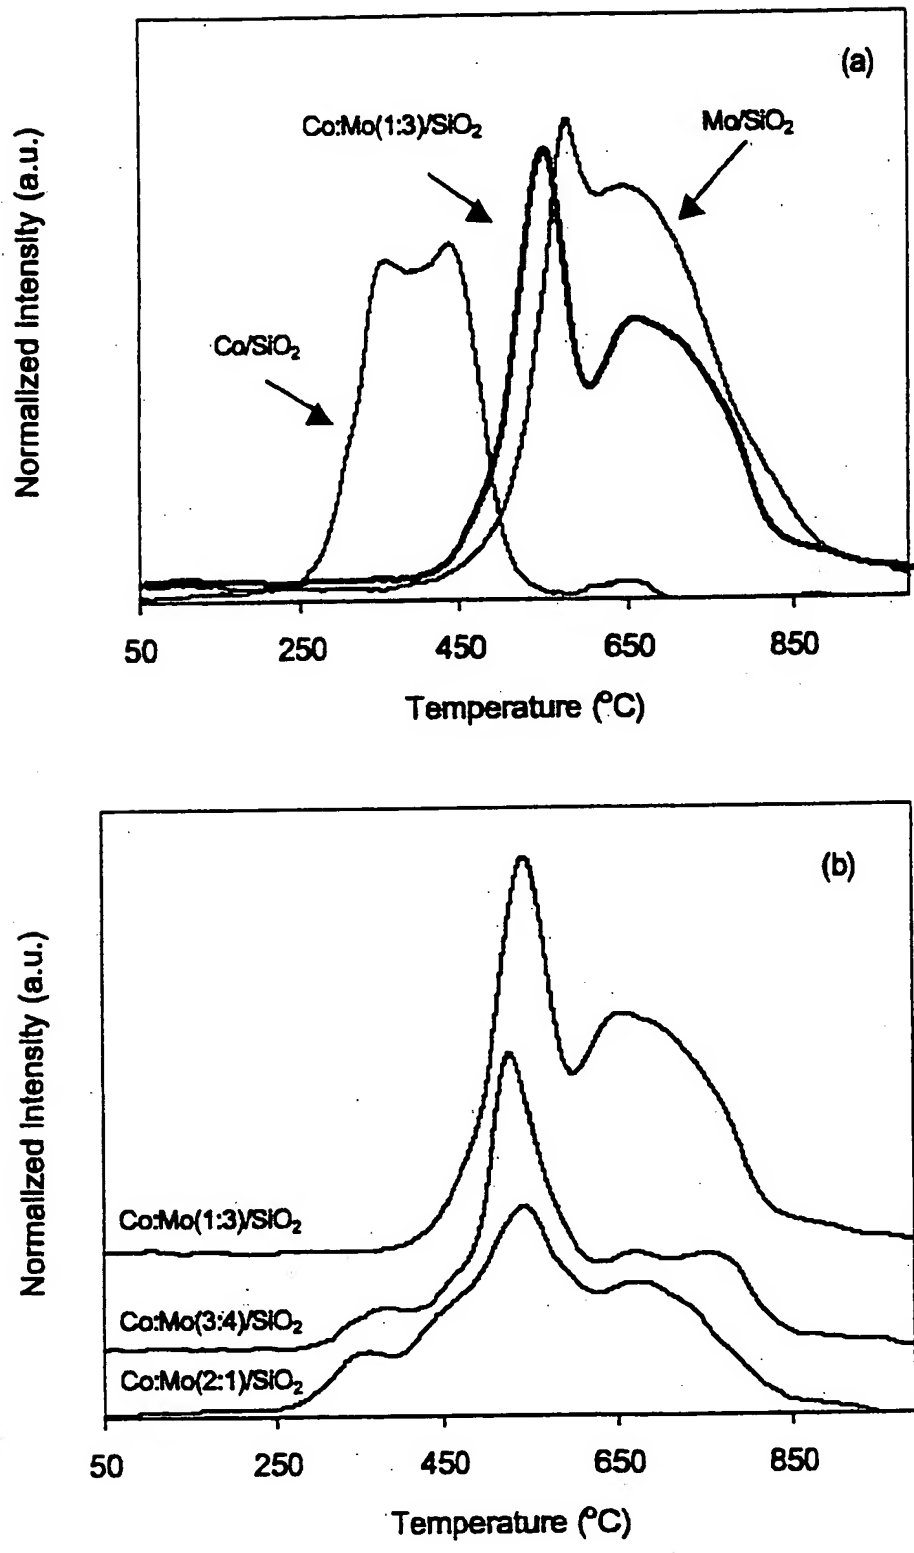 (a)
Co:Mo(1:3)/SiO₂
Mo/SiO₂
Co/SiO₂
Normalized Intensity (a.u.)
50 250 450 650 850
Temperature (°C)
(b)
Normalized Intensity (a.u.)
Co:Mo(1:3)/SiO₂
Co:Mo(3:4)/SiO₂
Co:Mo(2:1)/SiO₂
50 250 450 650 850
Temperature (°C)